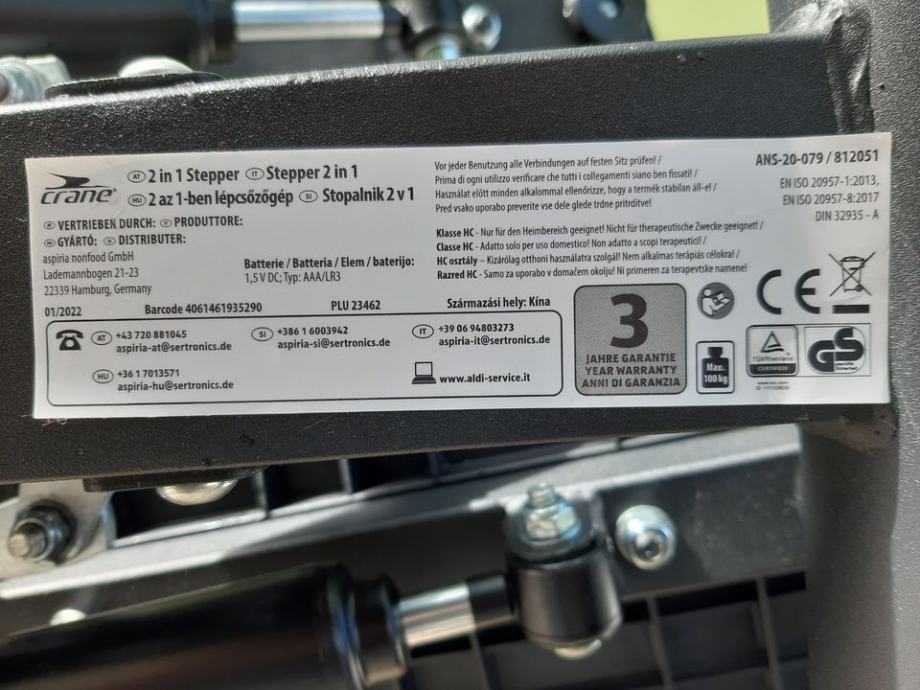 crane®
AT 2 in 1 Stepper IT Stepper 2 in 1
HU 2 az 1-ben lépcsőzőgép SI Stopalnik 2 v 1
VERTRIEBEN DURCH: PRODUTTORE:
GYÁRTÓ: DISTRIBUTER:
aspiria nonfood GmbH
Lademannbogen 21-23
22339 Hamburg, Germany
Batterie / Batteria / Elem / baterijo:
1,5 V DC; Typ: AAA/LR3
01/2022 Barcode 4061461935290 PLU 23462 Származási hely: Kína
Vor jeder Benutzung alle Verbindungen auf festen Sitz prüfen! /
Prima di ogni utilizzo verificare che tutti i collegamenti siano ben fissati! /
Használat előtt minden alkalommal ellenőrizze, hogy a termék stabilan áll-e! /
Pred vsako uporabo preverite vse dele glede trdne pritrditve!
Klasse HC - Nur für den Heimbereich geeignet! Nicht für therapeutische Zwecke geeignet! /
Classe HC - Adatto solo per uso domestico! Non adatto a scopi terapeutici! /
HC osztály - Kizárólag otthoni használatra szolgál! Nem alkalmas terápiás célokra! /
Razred HC - Samo za uporabo v domačem okolju! Ni primeren za terapevtske namene!
ANS-20-079 / 812051
EN ISO 20957-1:2013,
EN ISO 20957-8:2017
DIN 32935 - A
AT +43 720 881045
aspiria-at@sertronics.de
SI +386 1 6003942
aspiria-si@sertronics.de
IT +39 06 94803273
aspiria-it@sertronics.de
HU +36 1 7013571
aspiria-hu@sertronics.de
www.aldi-service.it
3
JAHRE GARANTIE
YEAR WARRANTY
ANNI DI GARANZIA
Max.
100 kg
CE
TÜVRheinland
CERTIFIED
GS
geprüfte
Sicherheit